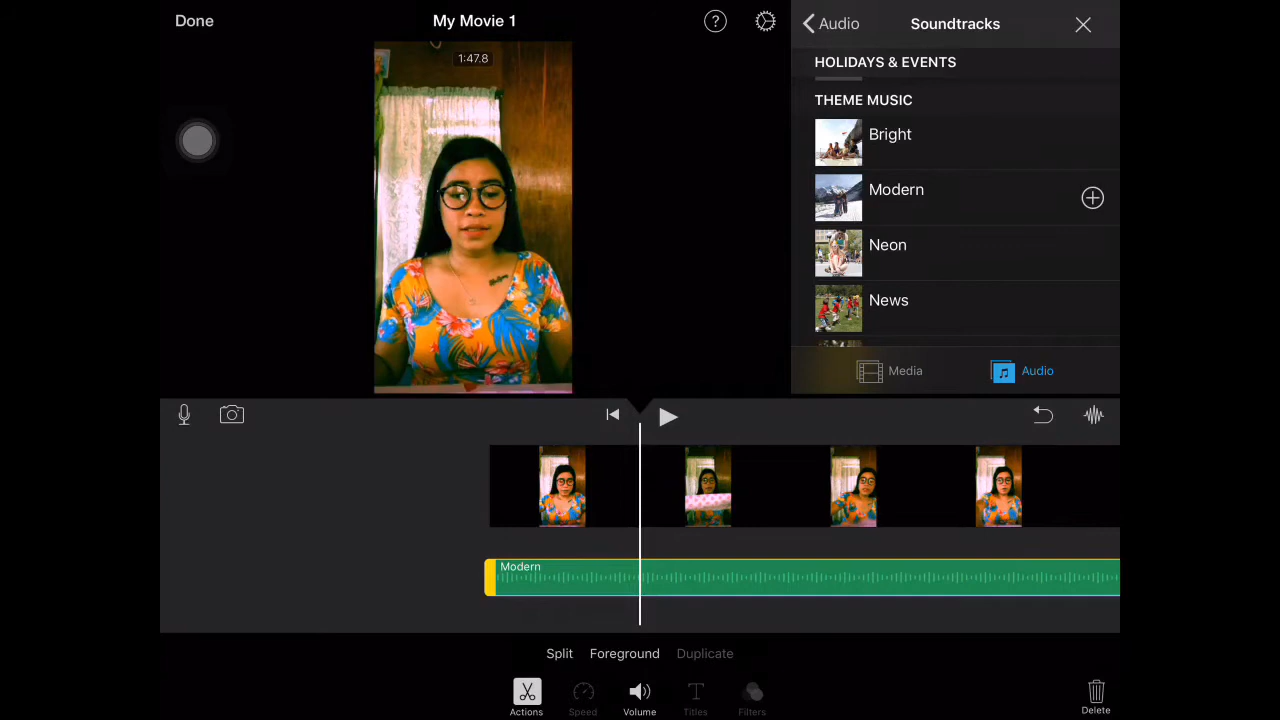 Done
My Movie 1
?
Audio
Soundtracks
1:47.8
HOLIDAYS & EVENTS
THEME MUSIC
Bright
Modern
Neon
News
Media
Audio
Modern
Split
Foreground
Duplicate
Actions
Speed
Volume
Titles
Filters
Delete